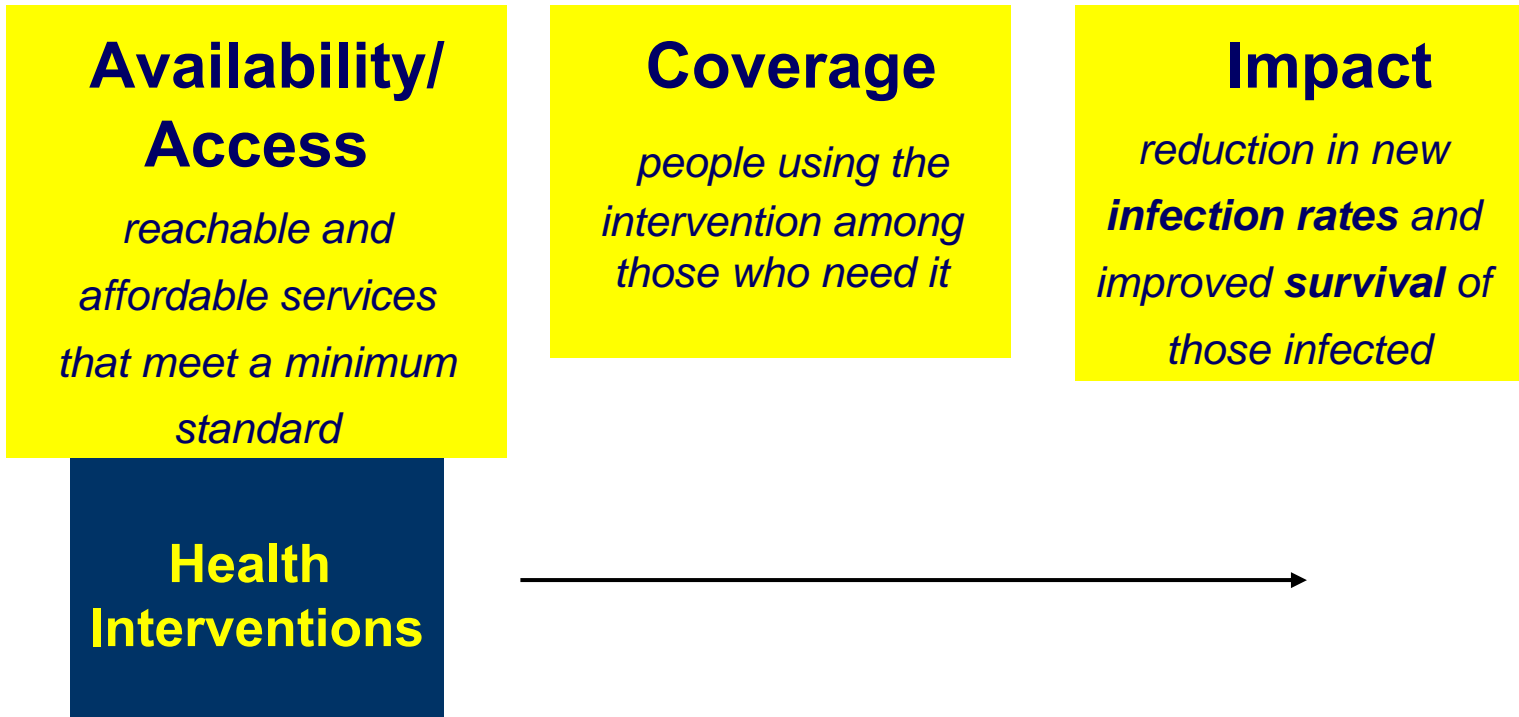 Availability/
Access
reachable and
affordable services
that meet a minimum
standard
Coverage
people using the
intervention among
those who need it
Impact
reduction in new
infection rates and
improved survival of
those infected
Health
Interventions